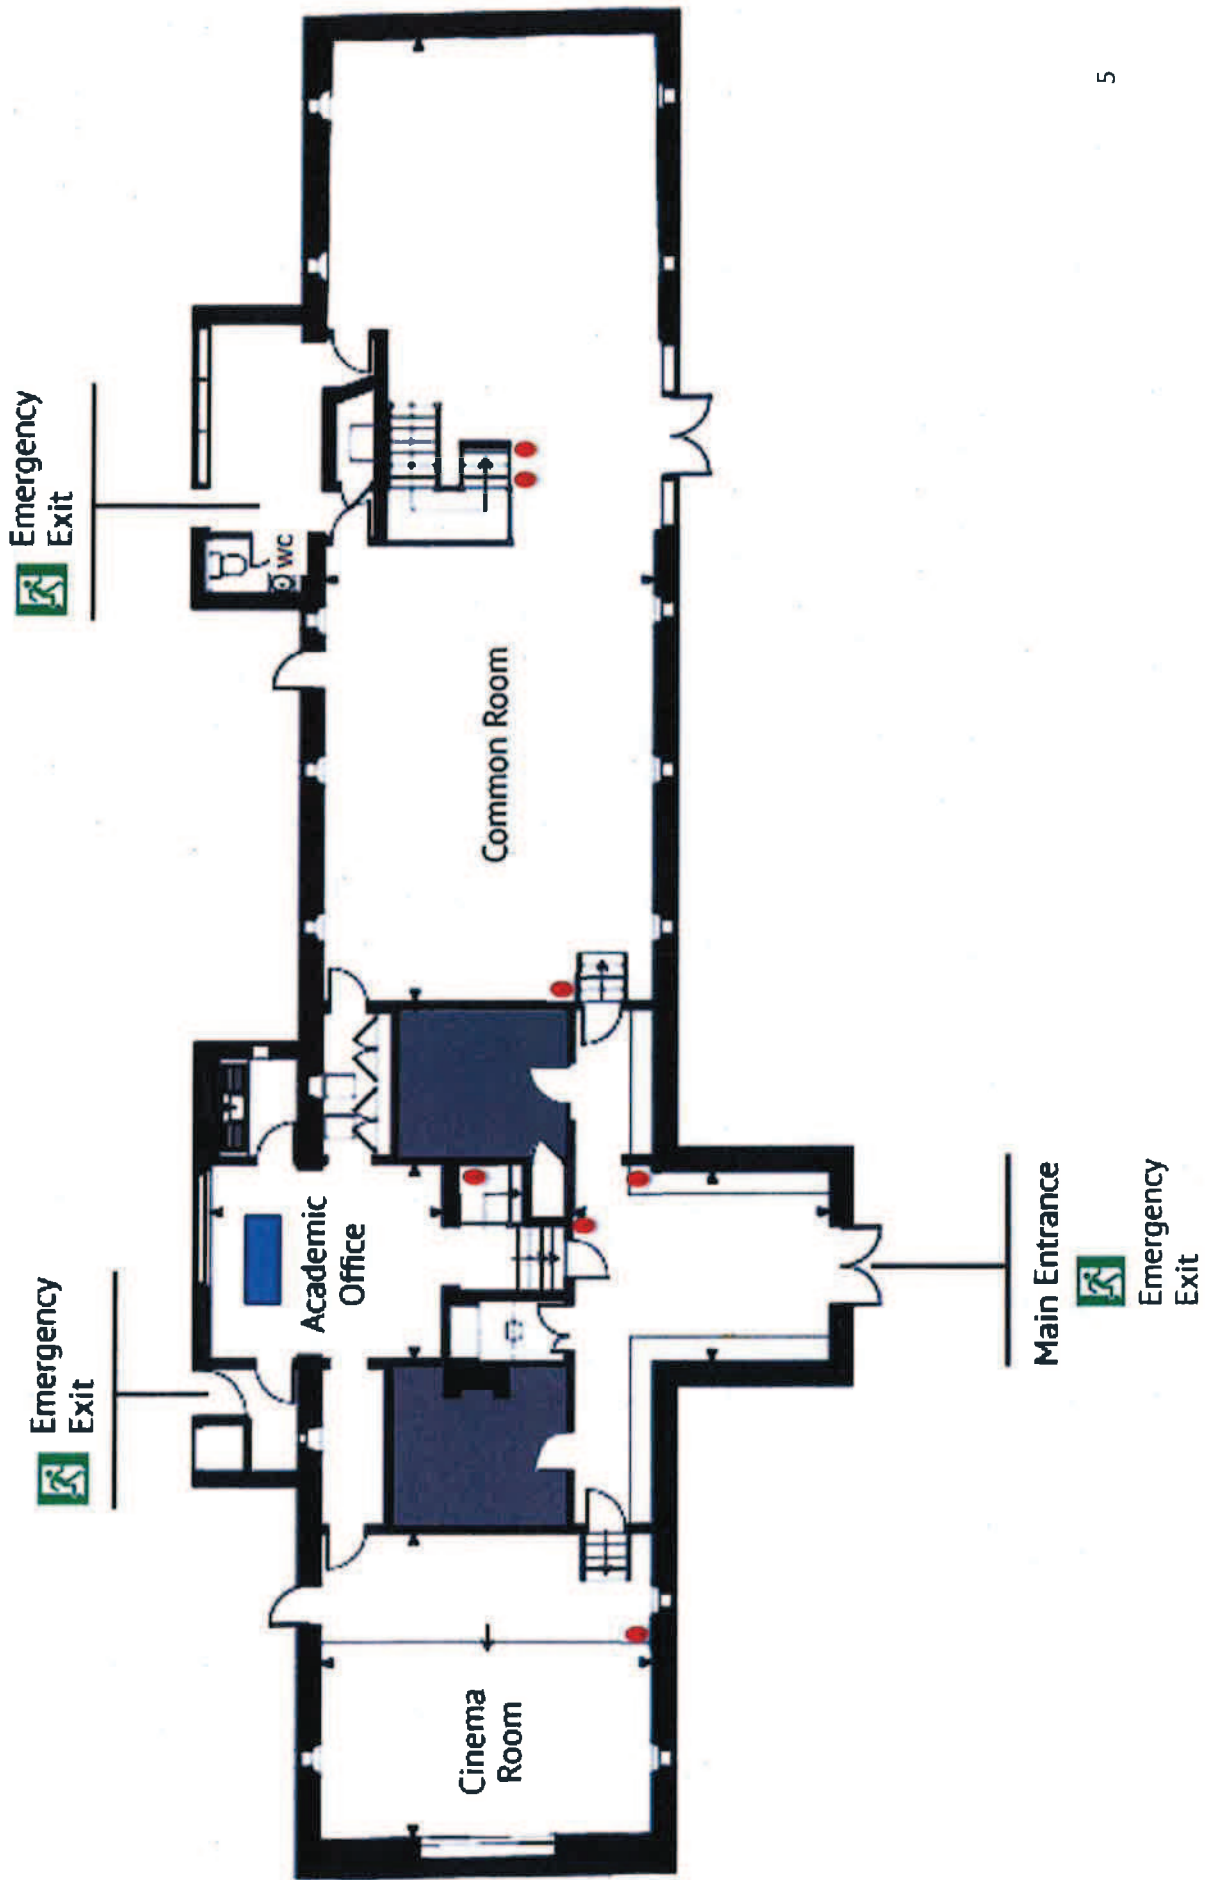 Emergency
Exit
Emergency
Exit
WC
Academic
Office
Common Room
Cinema
Room
Main Entrance
Emergency
Exit
5